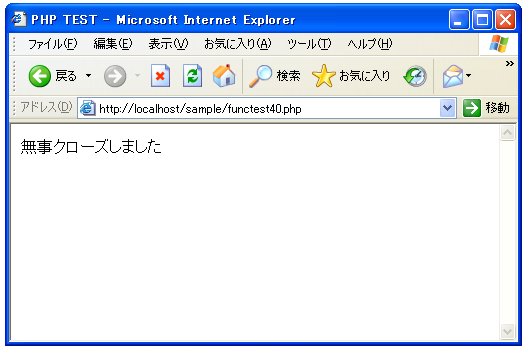 PHP TEST - Microsoft Internet Explorer
ファイル(F) 編集(E) 表示(V) お気に入り(A) ツール(T) ヘルプ(H)
戻る 検索 お気に入り
アドレス(D) http://localhost/sample/functest40.php 移動
無事クローズしました